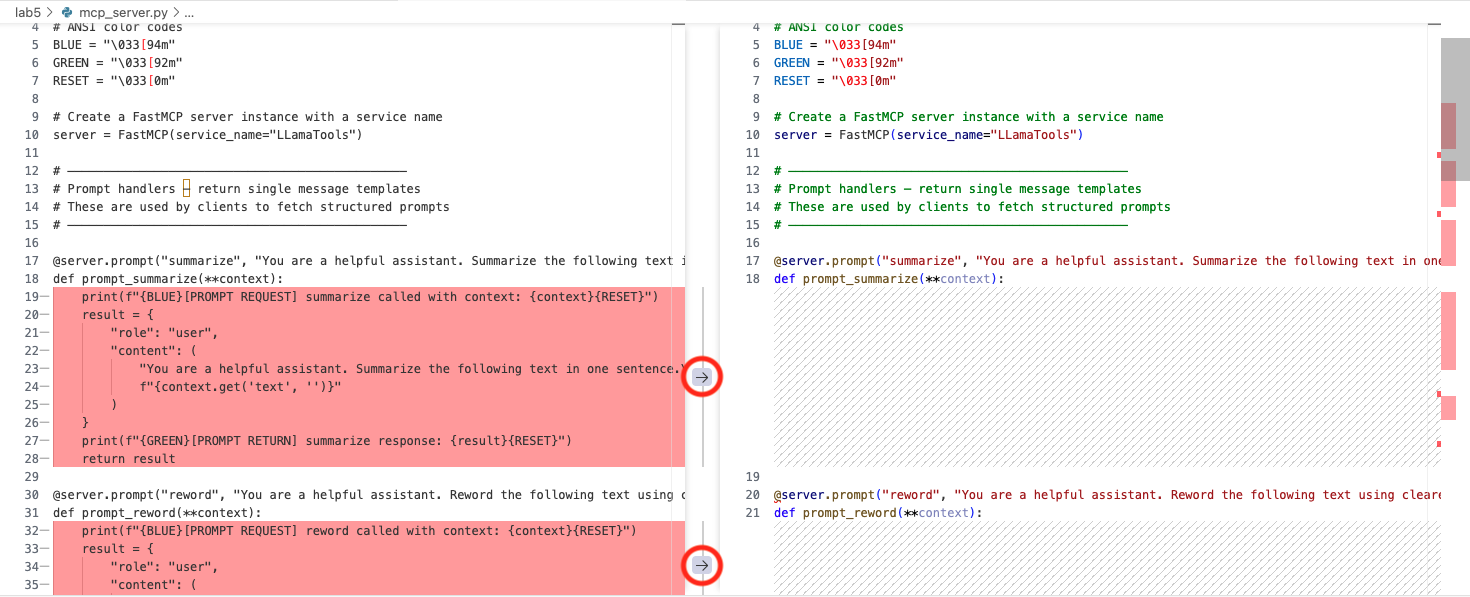 lab5 > mcp_server.py > ...
4 # ANSI color codes
5 BLUE = "\033[94m"
6 GREEN = "\033[92m"
7 RESET = "\033[0m"
8
9 # Create a FastMCP server instance with a service name
10 server = FastMCP(service_name="LLamaTools")
11
12 # ───────────────────────────────────────────────
13 # Prompt handlers — return single message templates
14 # These are used by clients to fetch structured prompts
15 # ───────────────────────────────────────────────
16
17 @server.prompt("summarize", "You are a helpful assistant. Summarize the following text i
18 def prompt_summarize(**context):
19— print(f"{BLUE}[PROMPT REQUEST] summarize called with context: {context}{RESET}")
20— result = {
21— "role": "user",
22— "content": (
23— "You are a helpful assistant. Summarize the following text in one sentence.\
24— f"{context.get('text', '')}"
25— )
26— }
27— print(f"{GREEN}[PROMPT RETURN] summarize response: {result}{RESET}")
28— return result
29
30 @server.prompt("reword", "You are a helpful assistant. Reword the following text using c
31 def prompt_reword(**context):
32— print(f"{BLUE}[PROMPT REQUEST] reword called with context: {context}{RESET}")
33— result = {
34— "role": "user",
35— "content": (
4 # ANSI color codes
5 BLUE = "\033[94m"
6 GREEN = "\033[92m"
7 RESET = "\033[0m"
8
9 # Create a FastMCP server instance with a service name
10 server = FastMCP(service_name="LLamaTools")
11
12 # ───────────────────────────────────────────────
13 # Prompt handlers — return single message templates
14 # These are used by clients to fetch structured prompts
15 # ───────────────────────────────────────────────
16
17 @server.prompt("summarize", "You are a helpful assistant. Summarize the following text in one
18 def prompt_summarize(**context):
19
20 @server.prompt("reword", "You are a helpful assistant. Reword the following text using cleare
21 def prompt_reword(**context):